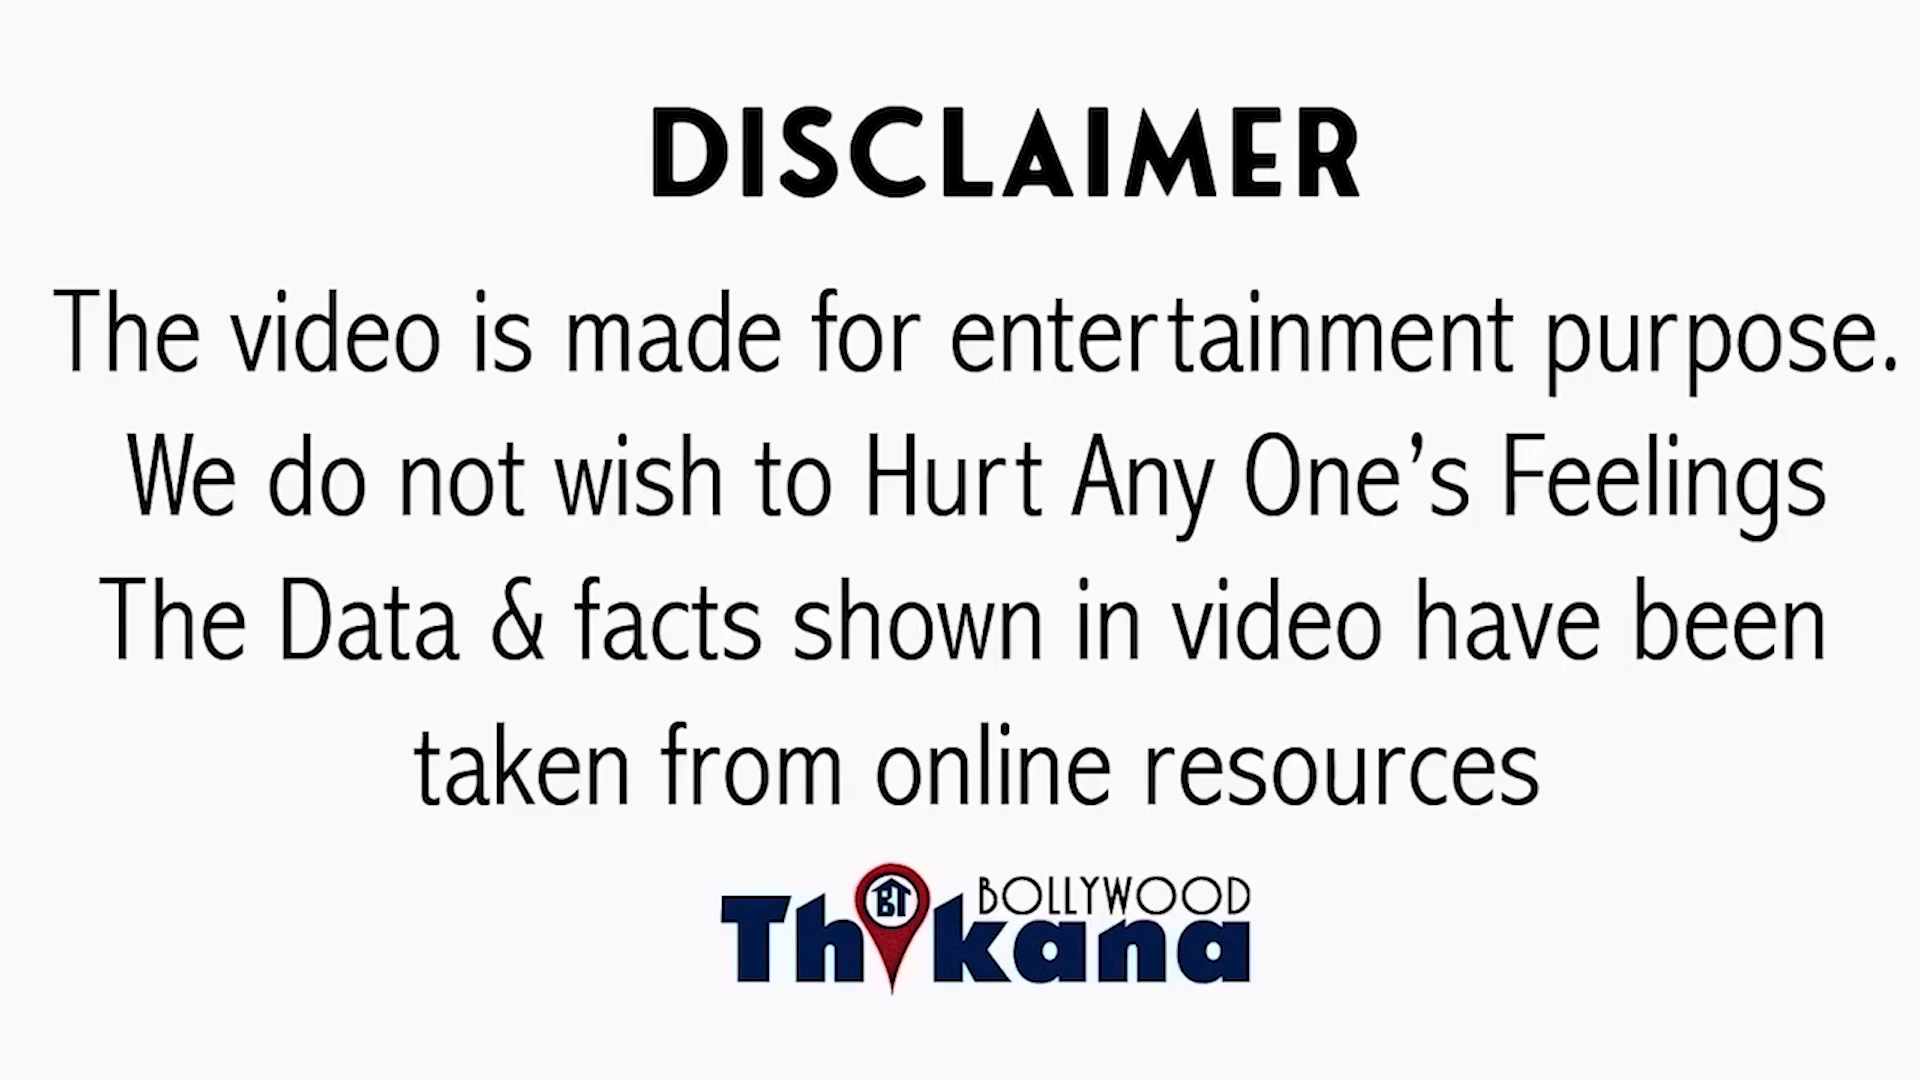 DISCLAIMER
The video is made for entertainment purpose.
We do not wish to Hurt Any One’s Feelings
The Data & facts shown in video have been
taken from online resources
BOLLYWOOD
Thikana
BT